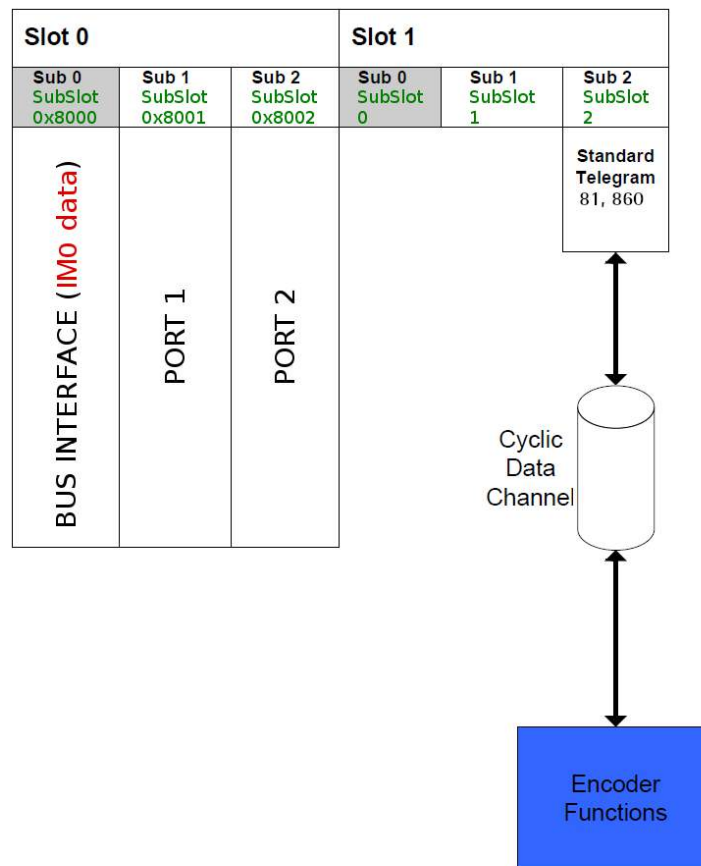 Slot 0
Slot 1
Sub 0
SubSlot
0x8000
Sub 1
SubSlot
0x8001
Sub 2
SubSlot
0x8002
Sub 0
SubSlot
0
Sub 1
SubSlot
1
Sub 2
SubSlot
2
BUS INTERFACE (IM0 data)
PORT 1
PORT 2
Standard
Telegram
81, 860
Cyclic
Data
Channel
Encoder
Functions